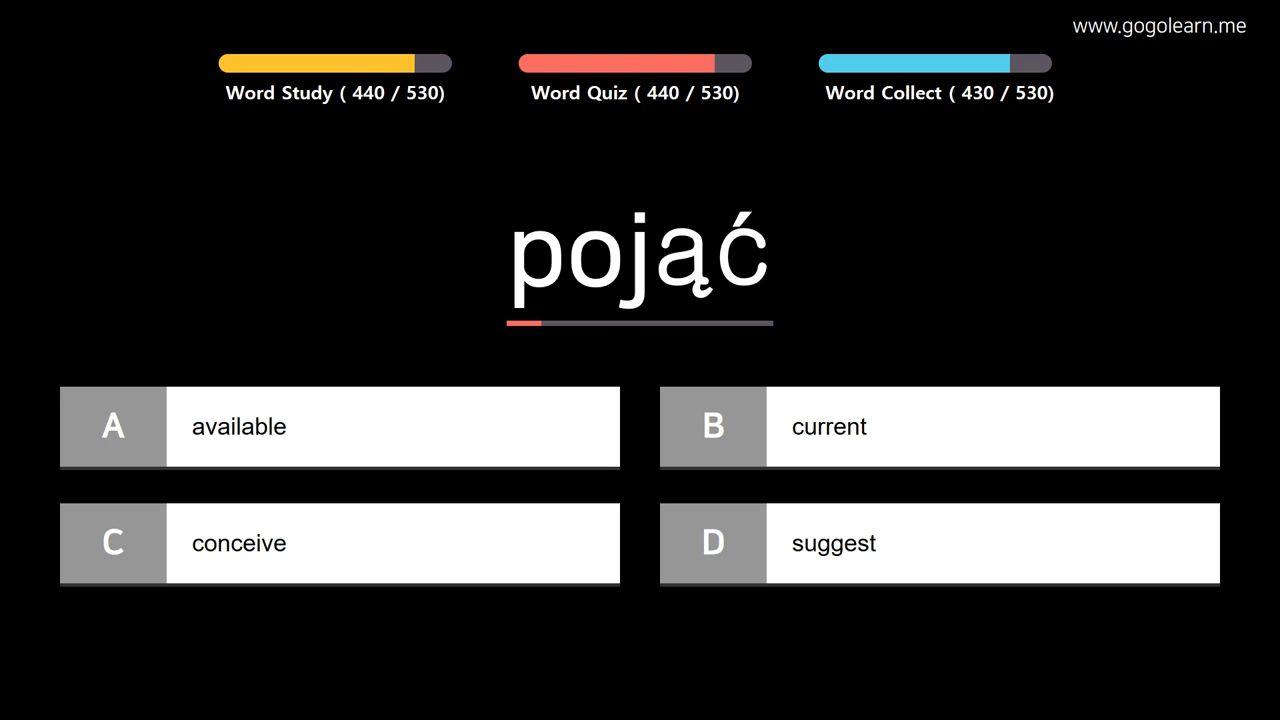 www.gogolearn.me
Word Study ( 440 / 530)
Word Quiz ( 440 / 530)
Word Collect ( 430 / 530)
pojąć
A available
B current
C conceive
D suggest